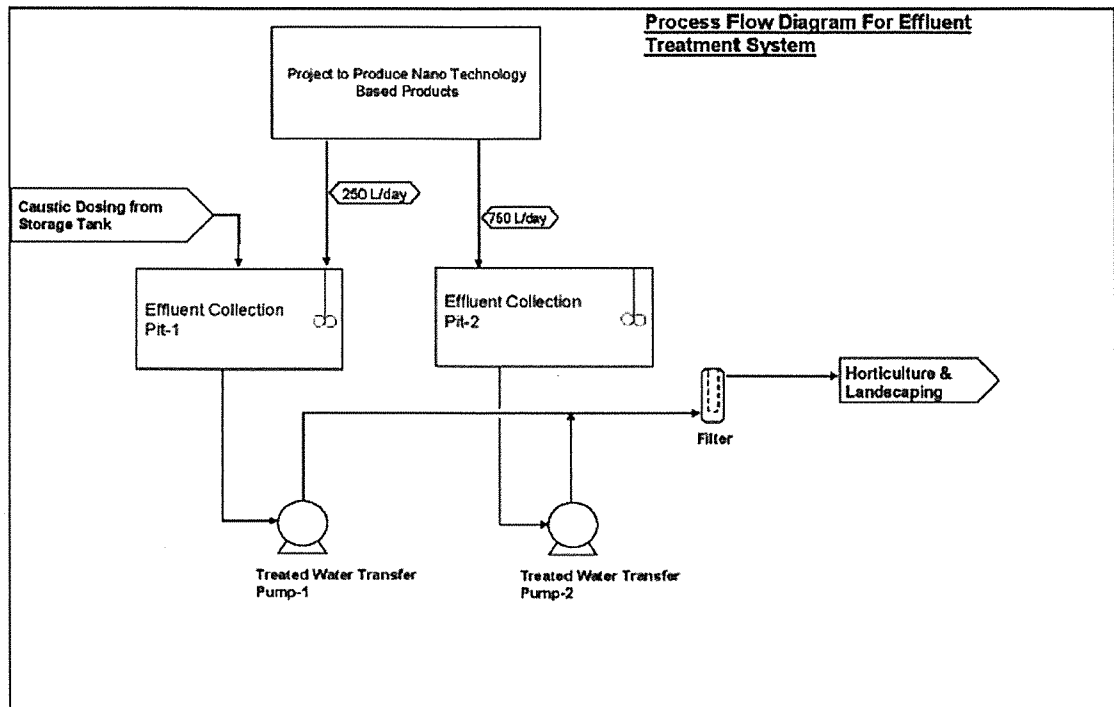 Process Flow Diagram For Effluent
Treatment System
Project to Produce Nano Technology
Based Products
250 L/day
750 L/day
Caustic Dosing from
Storage Tank
Effluent Collection
Pit-1
Effluent Collection
Pit-2
Horticulture &
Landscaping
Filter
Treated Water Transfer
Pump-1
Treated Water Transfer
Pump-2